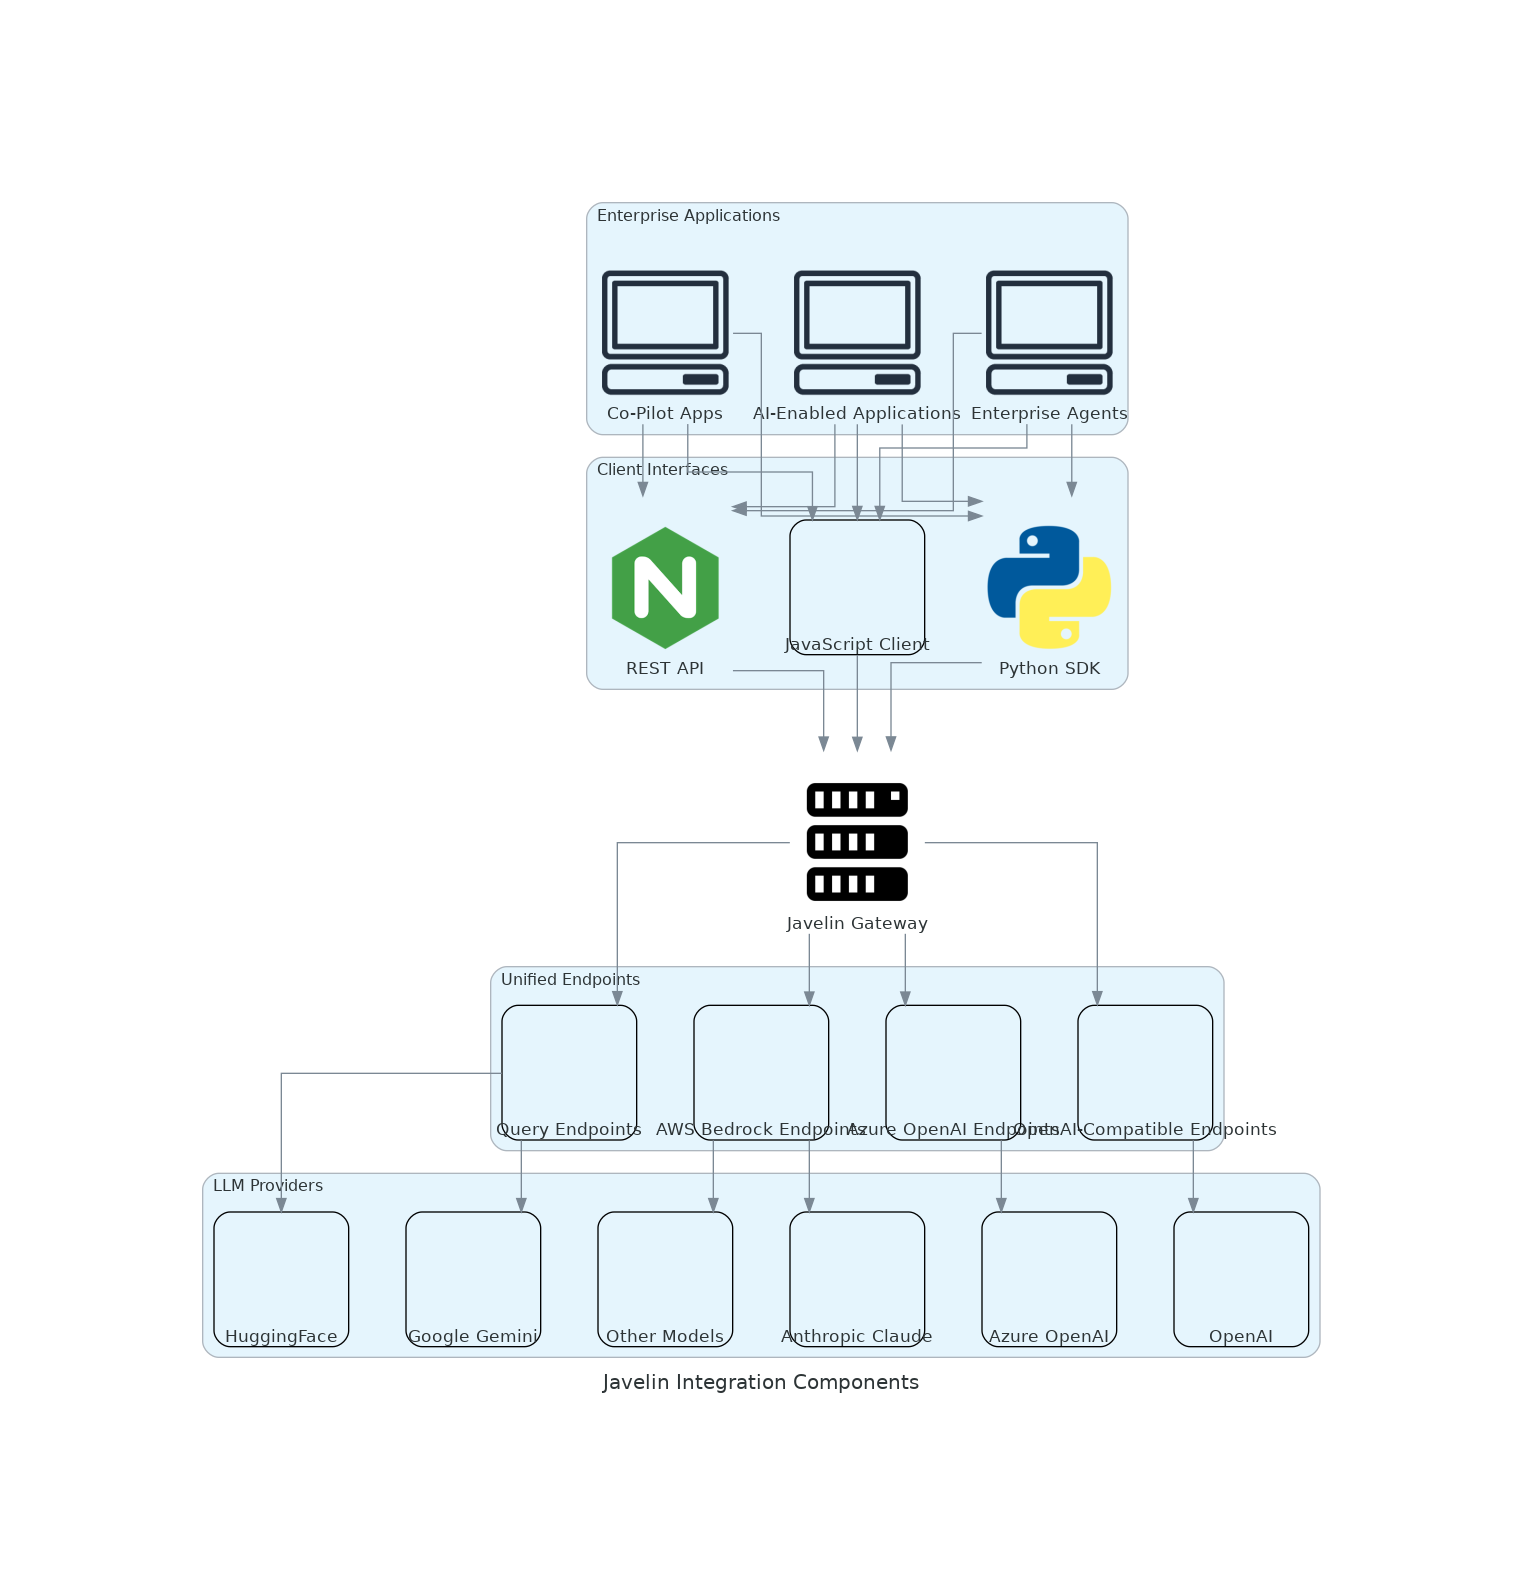 Enterprise Applications
Co-Pilot Apps
AI-Enabled Applications
Enterprise Agents
Client Interfaces
N
JavaScript Client
REST API
Python SDK
Javelin Gateway
Unified Endpoints
Query Endpoints
AWS Bedrock Endpoints
Azure OpenAI Endpoints
OpenAI-Compatible Endpoints
LLM Providers
HuggingFace
Google Gemini
Other Models
Anthropic Claude
Azure OpenAI
OpenAI
Javelin Integration Components